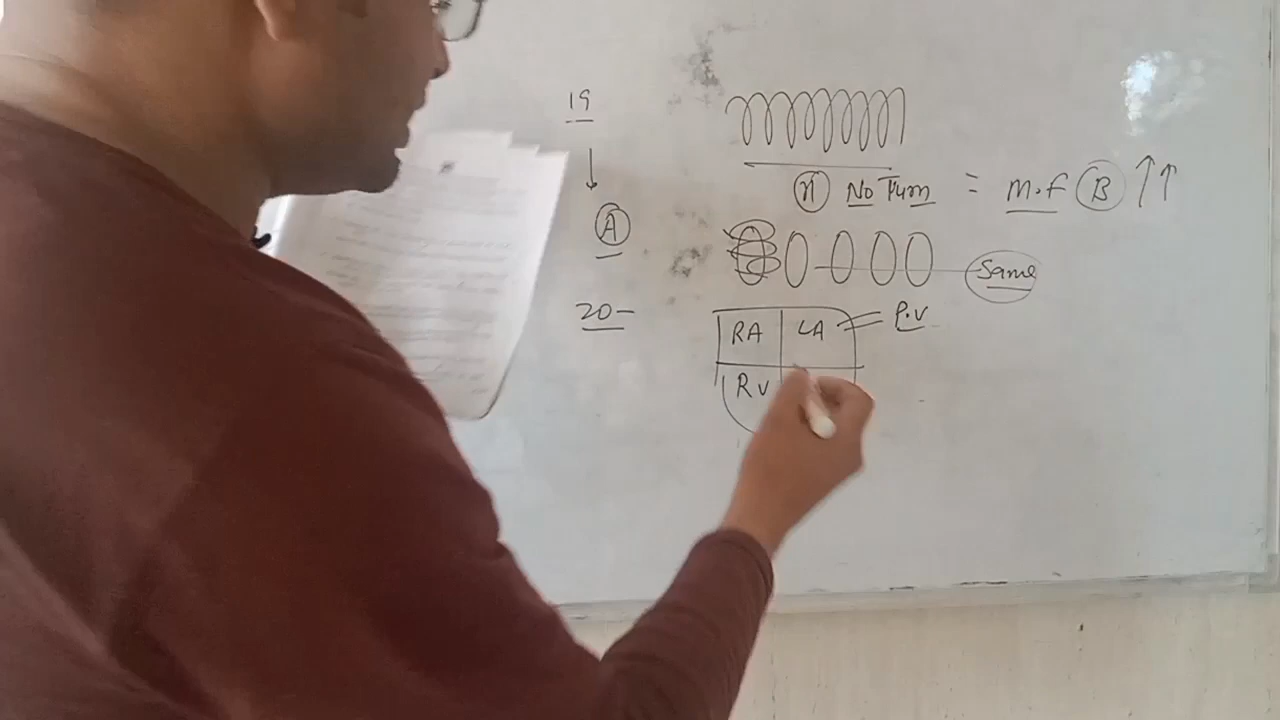 19
(n) No Turn = M.F (B) ↑↑
(A)
Same
20-
RA LA P.V
RV